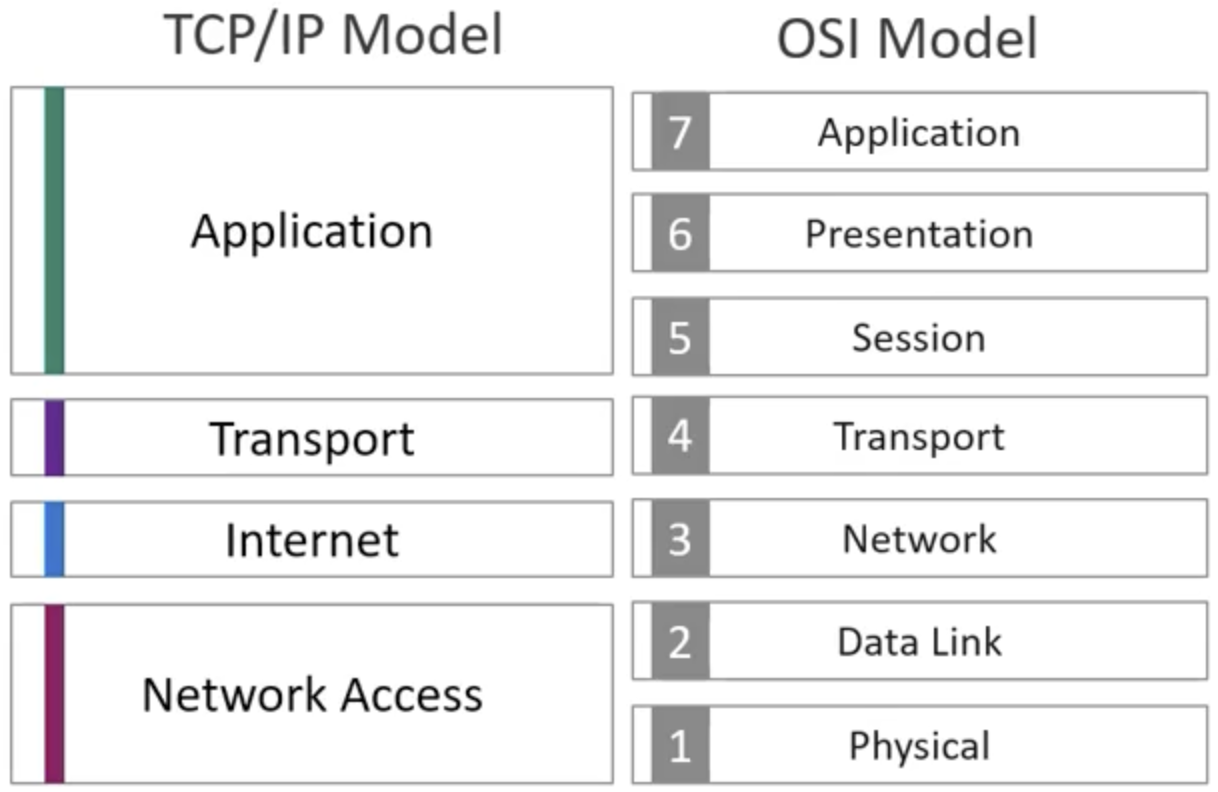 TCP/IP Model
Application
Transport
Internet
Network Access
OSI Model
7 Application
6 Presentation
5 Session
4 Transport
3 Network
2 Data Link
1 Physical